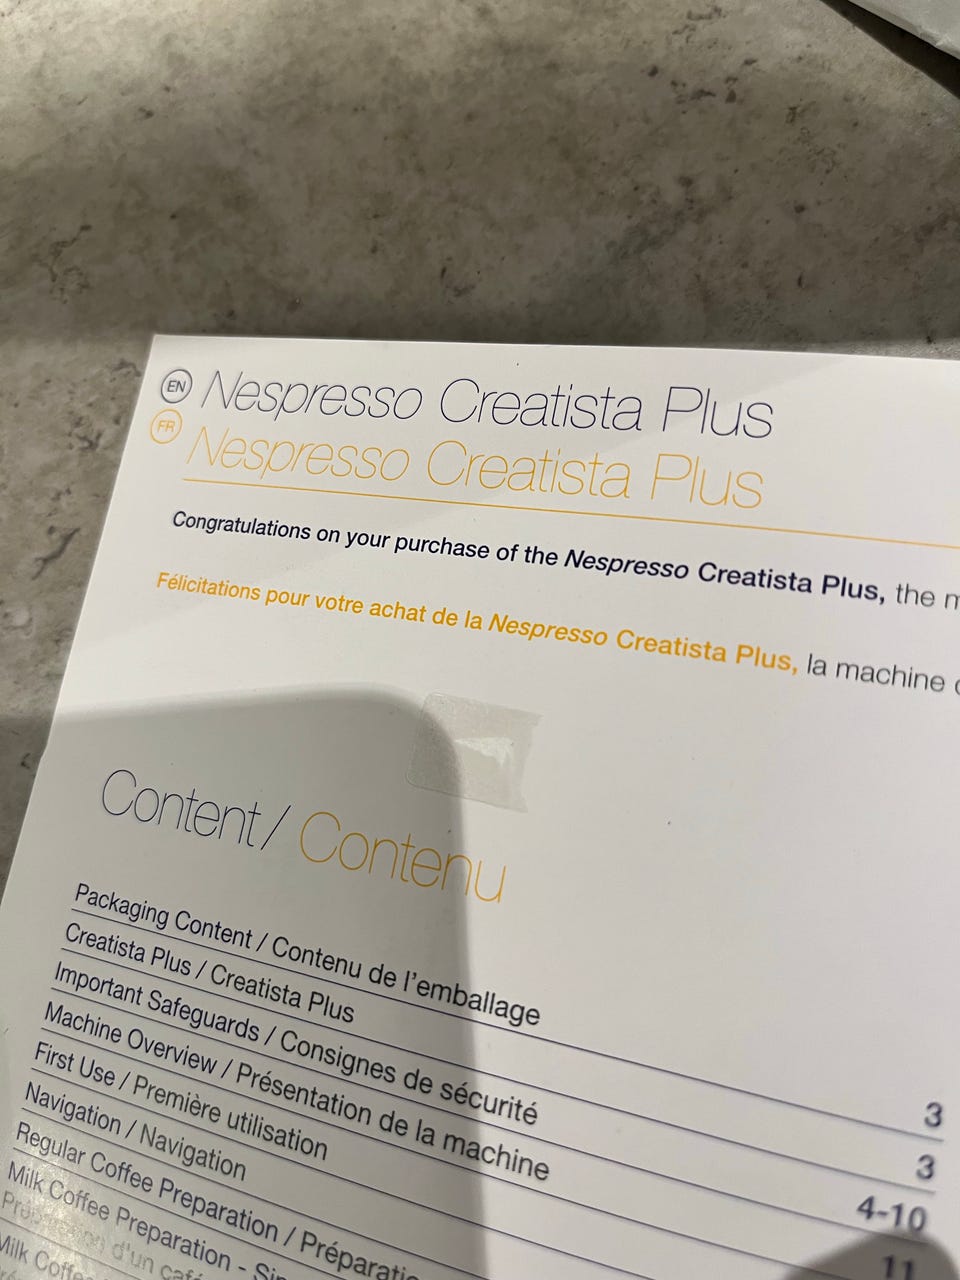 EN Nespresso Creatista Plus
FR Nespresso Creatista Plus
Congratulations on your purchase of the Nespresso Creatista Plus, the
Félicitations pour votre achat de la Nespresso Creatista Plus, la machine
Content / Contenu
Packaging Content / Contenu de l'emballage 3
Creatista Plus / Creatista Plus 3
Important Safeguards / Consignes de sécurité 4-10
Machine Overview / Présentation de la machine 11
First Use / Première utilisation
Navigation / Navigation
Regular Coffee Preparation /
Milk Coffee Preparation -
d'un café
Milk